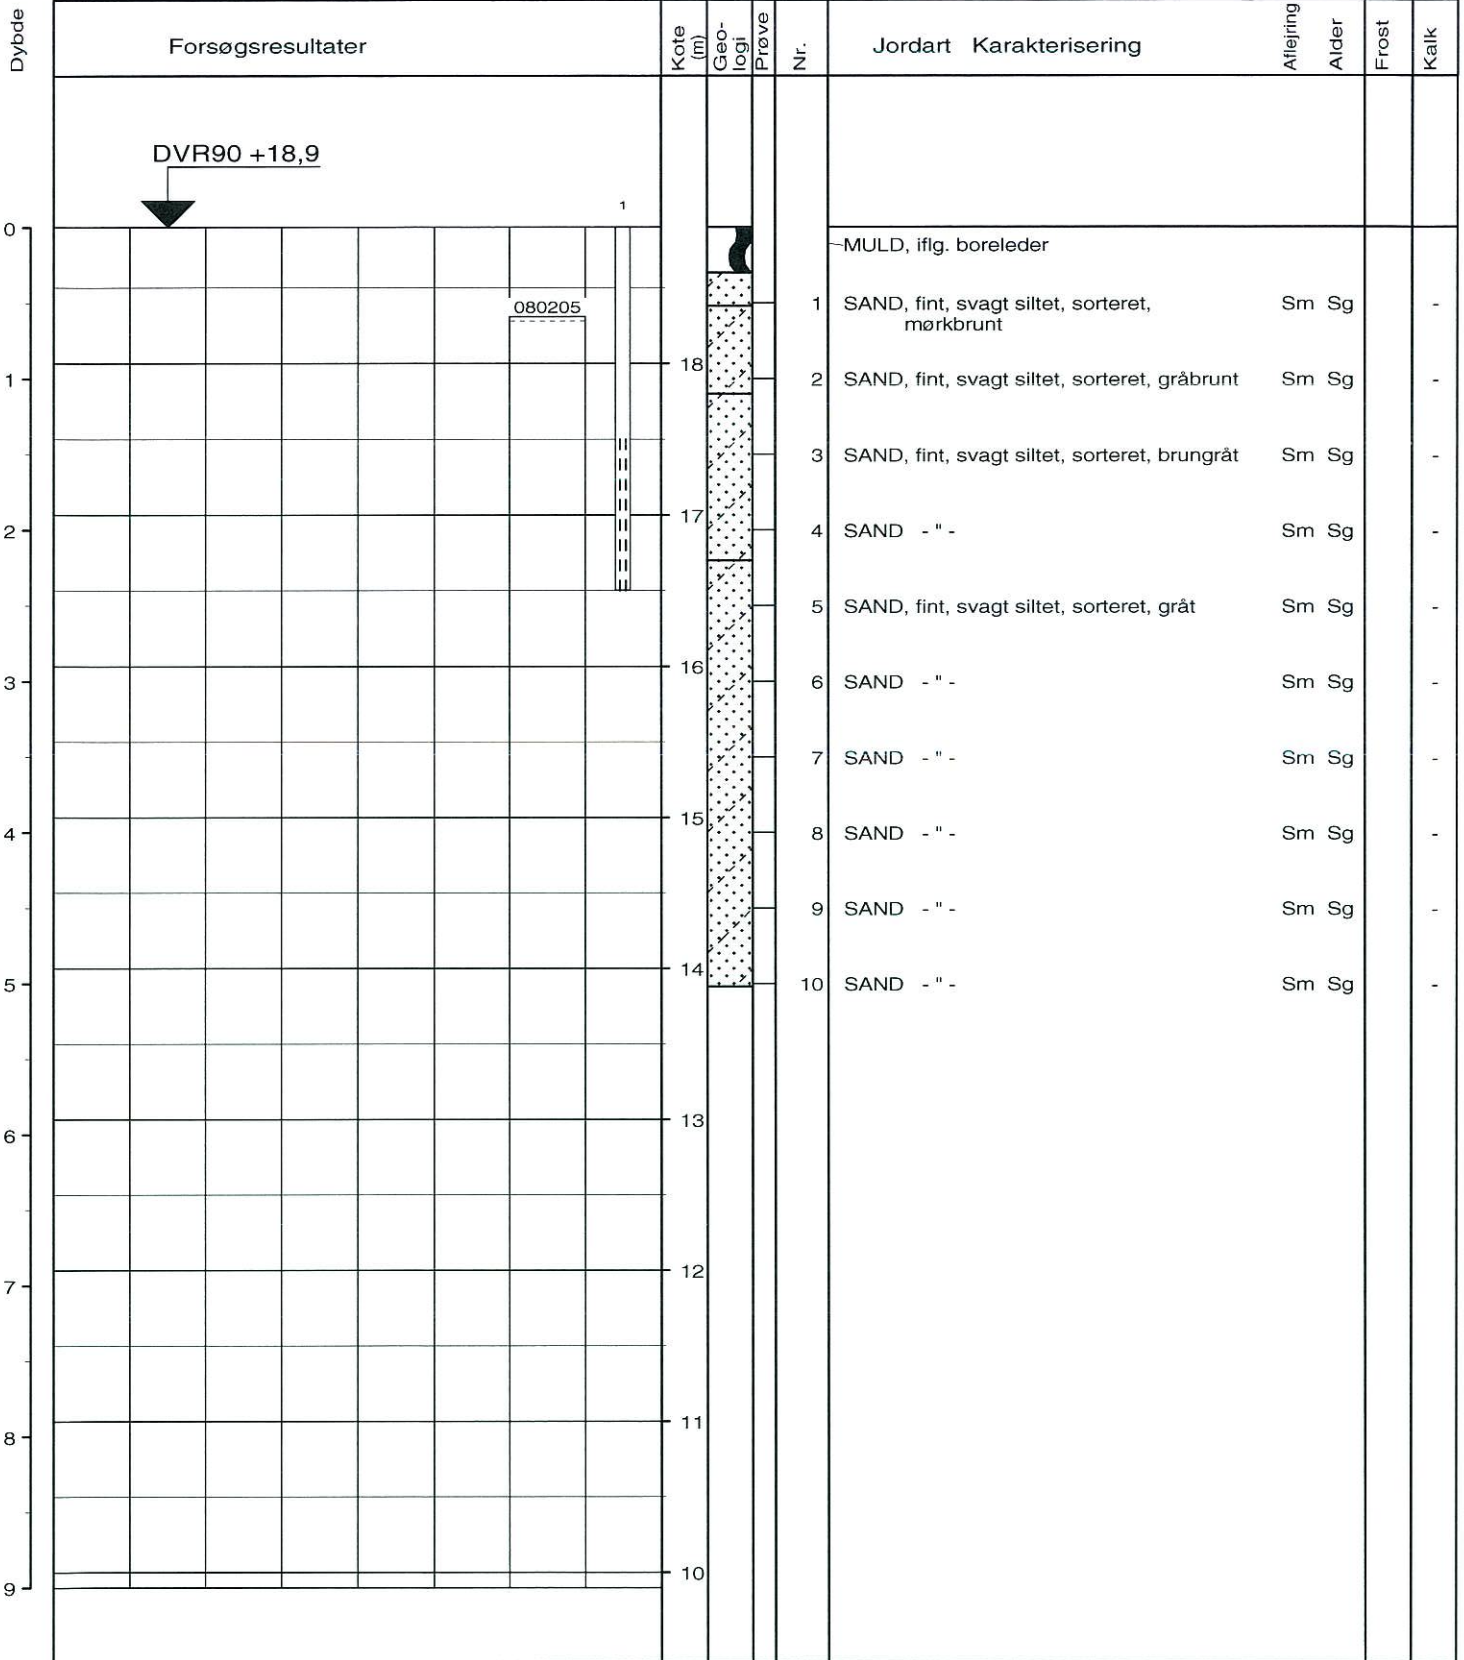 Dybde
Forsøgsresultater
Kote (m)
Geo-
logi
Prøve
Nr.
Jordart Karakterisering
Aflejring
Alder
Frost
Kalk
DVR90 +18,9
1
0
MULD, iflg. boreleder
080205
1 SAND, fint, svagt siltet, sorteret, Sm Sg -
mørkbrunt
18
1
2 SAND, fint, svagt siltet, sorteret, gråbrunt Sm Sg -
3 SAND, fint, svagt siltet, sorteret, brungråt Sm Sg -
17
2
4 SAND - " - Sm Sg -
5 SAND, fint, svagt siltet, sorteret, gråt Sm Sg -
16
3
6 SAND - " - Sm Sg -
7 SAND - " - Sm Sg -
15
4
8 SAND - " - Sm Sg -
9 SAND - " - Sm Sg -
14
5
10 SAND - " - Sm Sg -
13
6
12
7
11
8
10
9